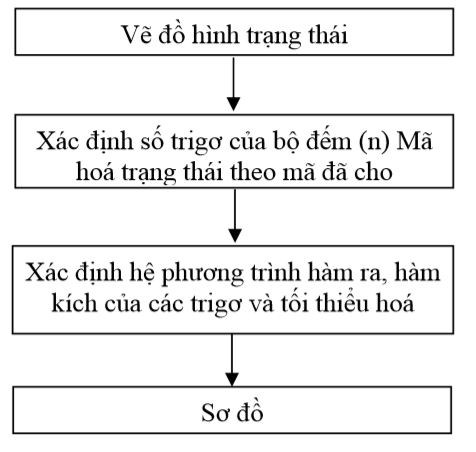 Vẽ đồ hình trạng thái
Xác định số trigơ của bộ đếm (n) Mã
hoá trạng thái theo mã đã cho
Xác định hệ phương trình hàm ra, hàm
kích của các trigơ và tối thiểu hoá
Sơ đồ